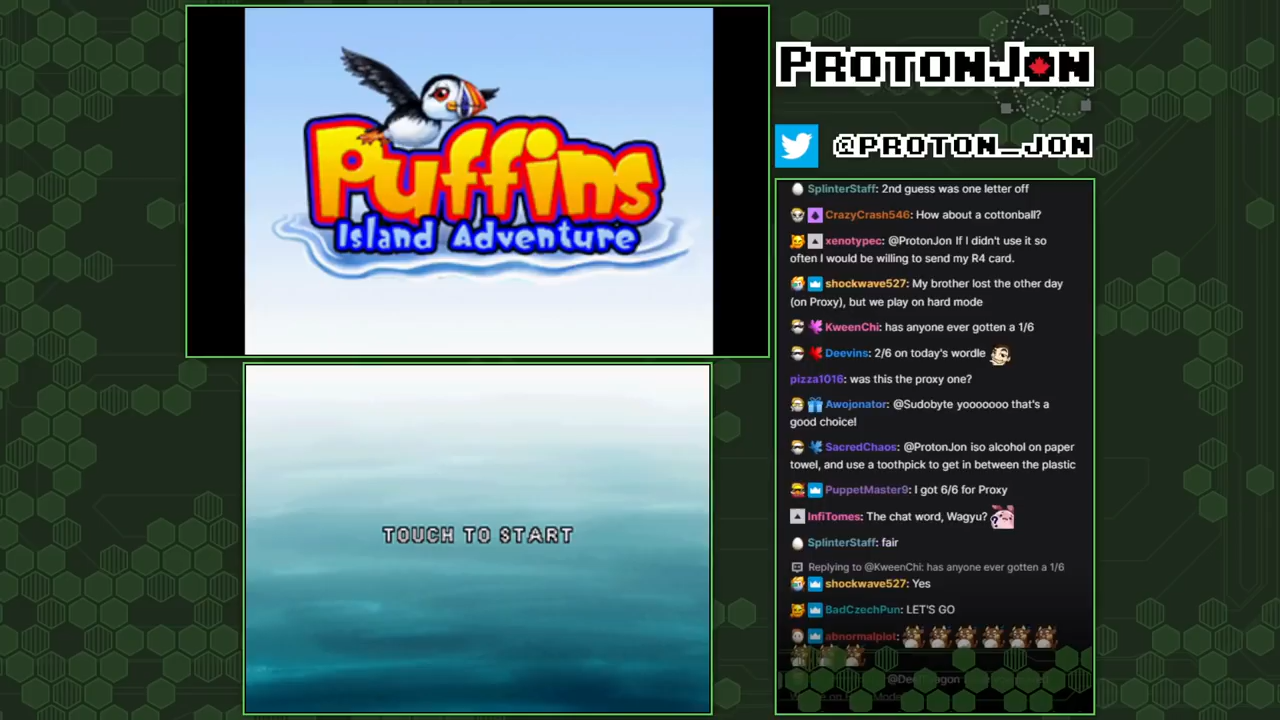 Puffins
Island Adventure
TOUCH TO START
PROTONJON
@PROTON_JON
SplinterStaff: 2nd guess was one letter off
CrazyCrash546: How about a cottonball?
xenotypec: @ProtonJon If I didn't use it so
often I would be willing to send my R4 card.
shockwave527: My brother lost the other day
(on Proxy), but we play on hard mode
KweenChi: has anyone ever gotten a 1/6
Deevins: 2/6 on today's wordle
pizza1016: was this the proxy one?
Awojonator: @Sudobyte yooooooo that's a
good choice!
SacredChaos: @ProtonJon iso alcohol on paper
towel, and use a toothpick to get in between the plastic
PuppetMaster9: I got 6/6 for Proxy
InfiTomes: The chat word, Wagyu?
SplinterStaff: fair
Replying to @KweenChi: has anyone ever gotten a 1/6
shockwave527: Yes
BadCzechPun: LET'S GO
abnormalplot: